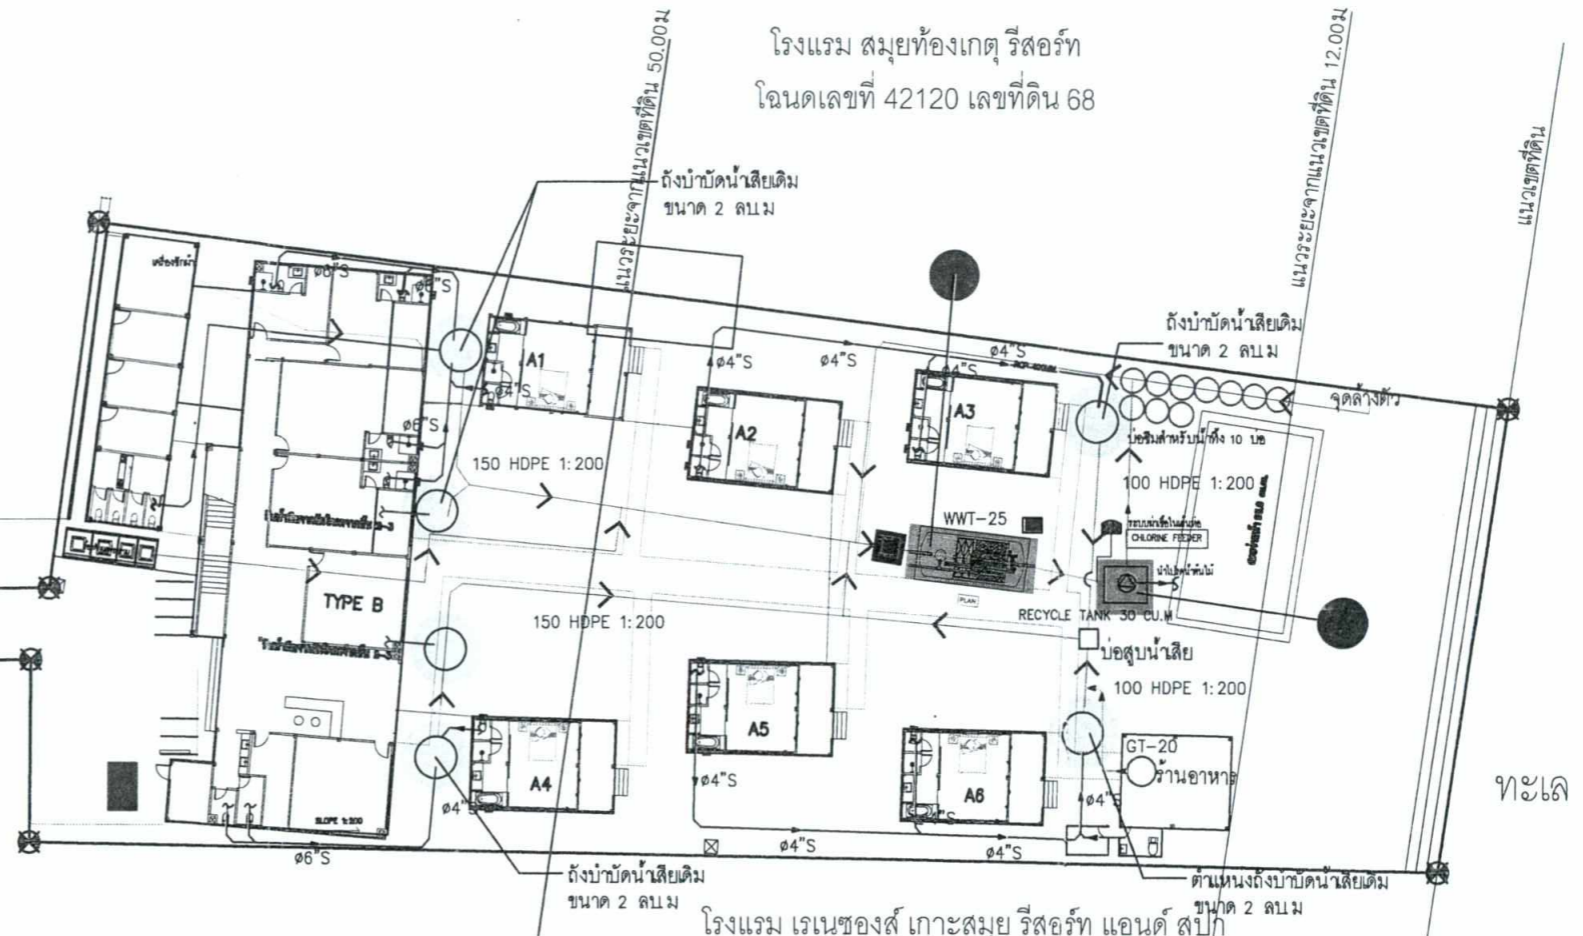 โรงแรม สมุยท้องเกตุ รีสอร์ท
โฉนดเลขที่ 42120 เลขที่ดิน 68
แนวระยะจากแนวเขตที่ดิน 50.00ม
แนวระยะจากแนวเขตที่ดิน 12.00ม
แนวเขตที่ดิน
ถังบำบัดน้ำเสียเดิม
ขนาด 2 ลบ.ม
ถังบำบัดน้ำเสียเดิม
ขนาด 2 ลบ.ม
เครื่องซักผ้า
ø6"S
ø6"S
A1
ø4"S
ø4"S
ø4"S
ø4"S
ø4"S
ø4"S
A2
A3
จุดล้างตัว
บ่อซึมสำหรับน้ำทิ้ง 10 บ่อ
ø6"S
150 HDPE 1:200
100 HDPE 1:200
WWT-25
CHLORINE FEEDER
TYPE B
PLAN
RECYCLE TANK 30 CU.M
150 HDPE 1:200
บ่อสูบน้ำเสีย
100 HDPE 1:200
A4
A5
A6
GT-20
ร้านอาหาร
ทะเล
ø4"S
ø4"S
ø4"S
SLOPE 1:200
ø6"S
ø4"S
ø4"S
ถังบำบัดน้ำเสียเดิม
ขนาด 2 ลบ.ม
ตำแหน่งถังบำบัดน้ำเสียเดิม
ขนาด 2 ลบ.ม
โรงแรม เรเนซองส์ เกาะสมุย รีสอร์ท แอนด์ สปา